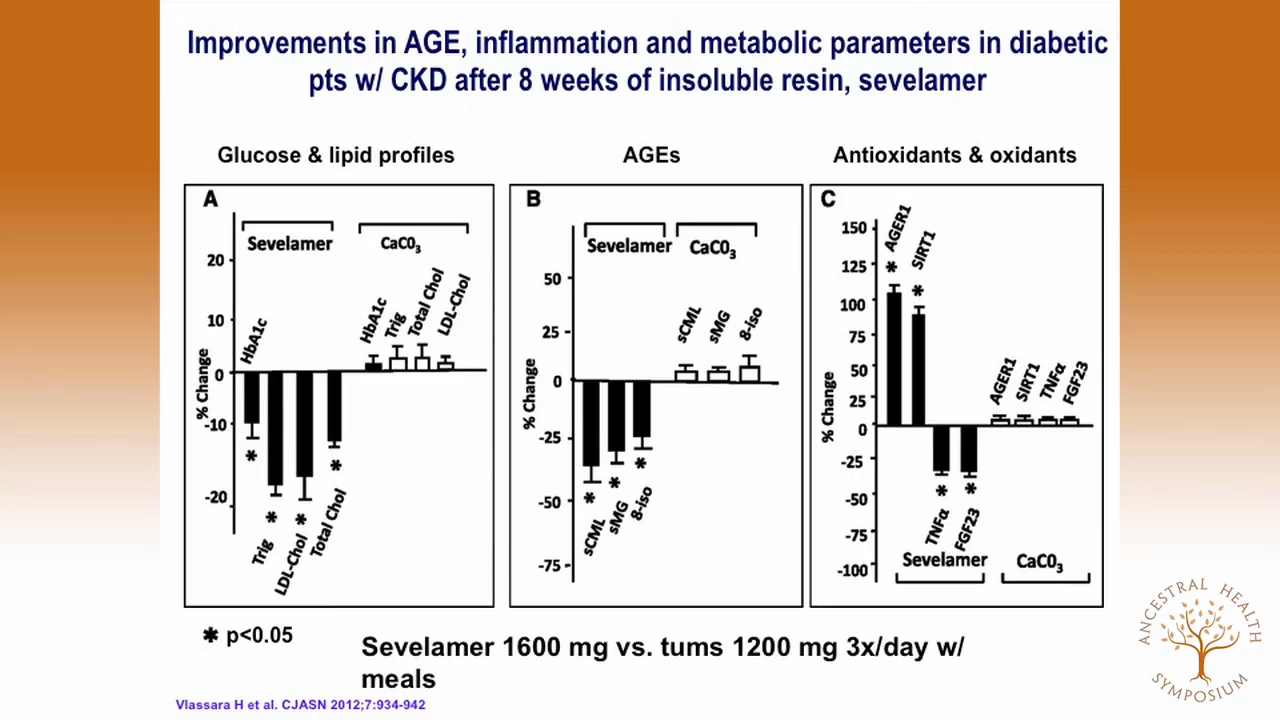 Improvements in AGE, inflammation and metabolic parameters in diabetic
pts w/ CKD after 8 weeks of insoluble resin, sevelamer
Glucose & lipid profiles
AGEs
Antioxidants & oxidants
A
Sevelamer
CaC0₃
20
10
0
-10
-20
% Change
HbA1c
Trig
LDL-Chol
Total Chol
HbA1c
Trig
Total Chol
LDL-Chol
*
*
*
*
B
Sevelamer
CaC0₃
50
25
0
-25
-50
-75
% Change
sCML
sMG
8-iso
sCML
sMG
8-iso
*
*
*
C
150
125
100
75
50
25
0
-25
-50
-75
-100
% Change
AGER1
SIRT1
*
*
AGER1
SIRT1
TNFα
FGF23
*
*
TNFα
FGF23
Sevelamer
CaC0₃
* p<0.05
Sevelamer 1600 mg vs. tums 1200 mg 3x/day w/
meals
Vlassara H et al. CJASN 2012;7:934-942
ANCESTRAL HEALTH
SYMPOSIUM